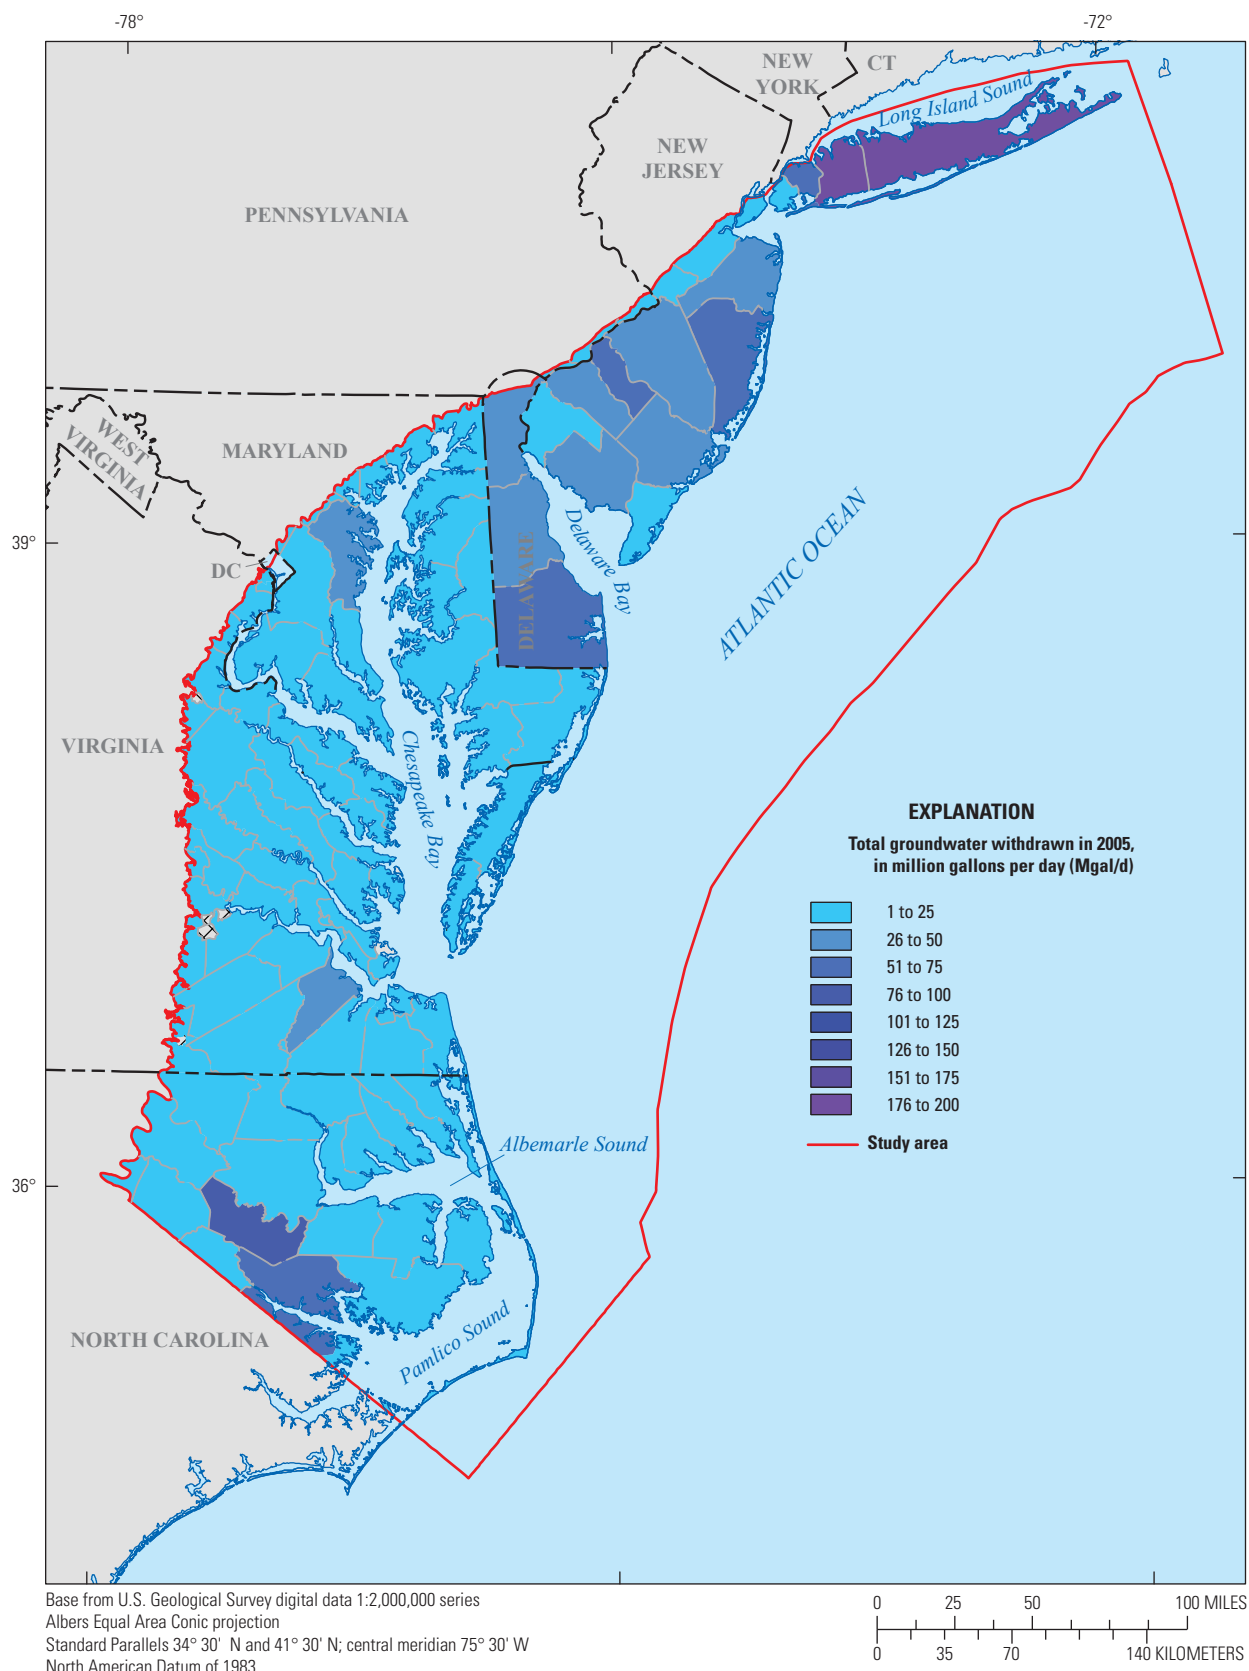 -78°
-72°
NEW
YORK
CT
Long Island Sound
NEW
JERSEY
PENNSYLVANIA
WEST
VIRGINIA
MARYLAND
39°
DC
DELAWARE
Delaware Bay
ATLANTIC OCEAN
VIRGINIA
Chesapeake Bay
EXPLANATION
Total groundwater withdrawn in 2005,
in million gallons per day (Mgal/d)
1 to 25
26 to 50
51 to 75
76 to 100
101 to 125
126 to 150
151 to 175
176 to 200
Study area
Albemarle Sound
36°
NORTH CAROLINA
Pamlico Sound
Base from U.S. Geological Survey digital data 1:2,000,000 series
Albers Equal Area Conic projection
Standard Parallels 34° 30' N and 41° 30' N; central meridian 75° 30' W
North American Datum of 1983
0 25 50 100 MILES
0 35 70 140 KILOMETERS